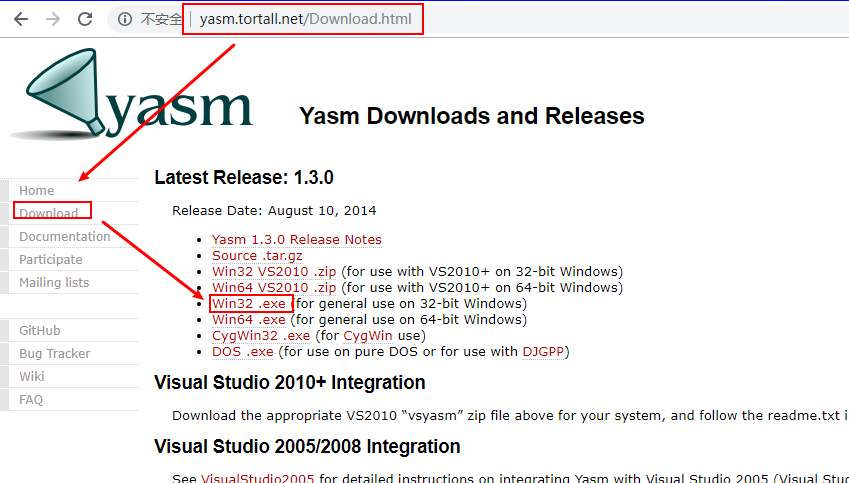 不安全 yasm.tortall.net/Download.html
yasm
Yasm Downloads and Releases
Home
Download
Documentation
Participate
Mailing lists
GitHub
Bug Tracker
Wiki
FAQ
Latest Release: 1.3.0
Release Date: August 10, 2014
Yasm 1.3.0 Release Notes
Source .tar.gz
Win32 VS2010 .zip (for use with VS2010+ on 32-bit Windows)
Win64 VS2010 .zip (for use with VS2010+ on 64-bit Windows)
Win32 .exe (for general use on 32-bit Windows)
Win64 .exe (for general use on 64-bit Windows)
CygWin32 .exe (for CygWin use)
DOS .exe (for use on pure DOS or for use with DJGPP)
Visual Studio 2010+ Integration
Download the appropriate VS2010 “vsyasm” zip file above for your system, and follow the readme.txt i
Visual Studio 2005/2008 Integration
See VisualStudio2005 for detailed instructions on integrating Yasm with Visual Studio 2005 (Visual Stu